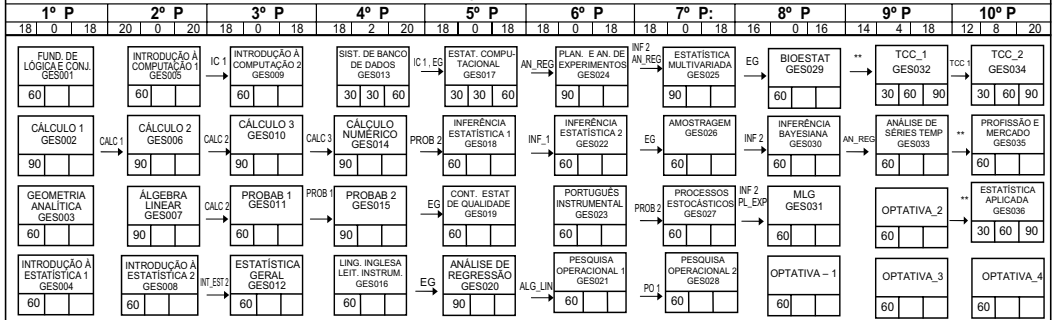 1º P 2º P 3º P 4º P 5º P 6º P 7º P: 8º P 9º P 10º P
18 0 18 20 0 20 18 0 18 18 2 20 18 2 20 18 0 18 18 0 18 16 0 16 14 4 18 12 8 20
FUND. DE LÓGICA E CONJ. GES001
60
INTRODUÇÃO À COMPUTAÇÃO 1 GES005
60
IC 1
INTRODUÇÃO À COMPUTAÇÃO 2 GES009
60
SIST. DE BANCO DE DADOS GES013
30 30 60
IC 1 , EG
ESTAT. COMPU-TACIONAL GES017
30 30 60
AN_REG
PLAN. E AN. DE EXPERIMENTOS GES024
90
INF 2
AN_REG
ESTATÍSTICA MULTIVARIADA GES025
90
EG
BIOESTAT GES029
60
**
TCC_1 GES032
30 60 90
TCC 1
TCC_2 GES034
30 60 90
CÁLCULO 1 GES002
90
CALC 1
CÁLCULO 2 GES006
90
CALC 2
CÁLCULO 3 GES010
90
CALC 3
CÁLCULO NUMÉRICO GES014
90
PROB 2
INFERÊNCIA ESTATÍSTICA 1 GES018
60
INF_1
INFERÊNCIA ESTATÍSTICA 2 GES022
60
EG
AMOSTRAGEM GES026
60
INF 2
INFERÊNCIA BAYESIANA GES030
60
AN_REG
ANÁLISE DE SÉRIES TEMP GES033
60
**
PROFISSÃO E MERCADO GES035
60
GEOMETRIA ANALÍTICA GES003
60
ÁLGEBRA LINEAR GES007
90
CALC 2
PROBAB 1 GES011
60
PROB 1
PROBAB 2 GES015
90
EG
CONT. ESTAT DE QUALIDADE GES019
60
PORTUGUÊS INSTRUMENTAL GES023
60
PROB 2
PROCESSOS ESTOCÁSTICOS GES027
60
INF 2
PL_EXP
MLG GES031
60
OPTATIVA_2
60
**
ESTATÍSTICA APLICADA GES036
30 60 90
INTRODUÇÃO À ESTATÍSTICA 1 GES004
60
INTRODUÇÃO À ESTATÍSTICA 2 GES008
60
INT_EST2
ESTATÍSTICA GERAL GES012
60
LING. INGLESA LEIT. INSTRUM. GES016
60
EG
ANÁLISE DE REGRESSÃO GES020
90
ALG_LIN
PESQUISA OPERACIONAL 1 GES021
60
PO 1
PESQUISA OPERACIONAL 2 GES028
60
OPTATIVA – 1
60
OPTATIVA_3
60
OPTATIVA_4
60